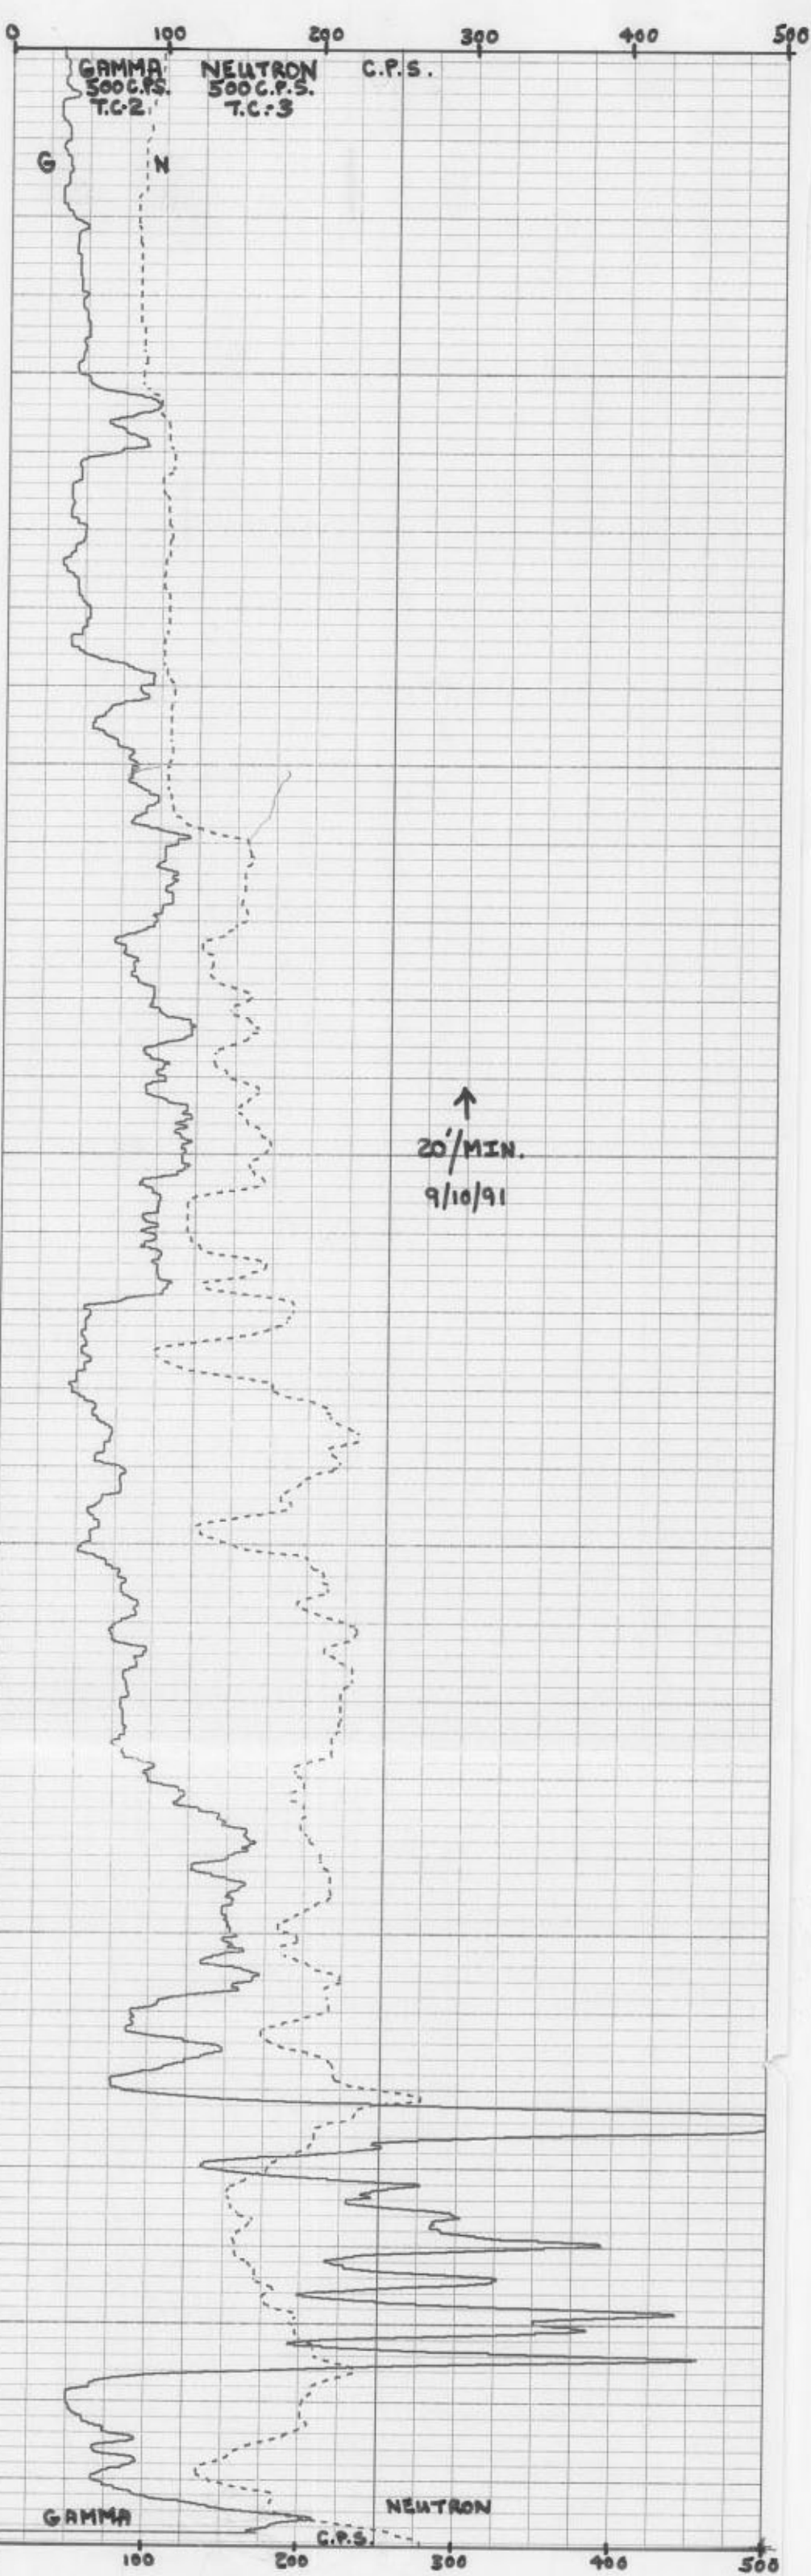 0 100 200 300 400 500
GAMMA NEUTRON C.P.S.
500 C.P.S. 500 C.P.S.
T.C.-2 T.C.-3
G N
20'/MIN.
9/10/91
GAMMA NEUTRON
C.P.S.
100 200 300 400 500